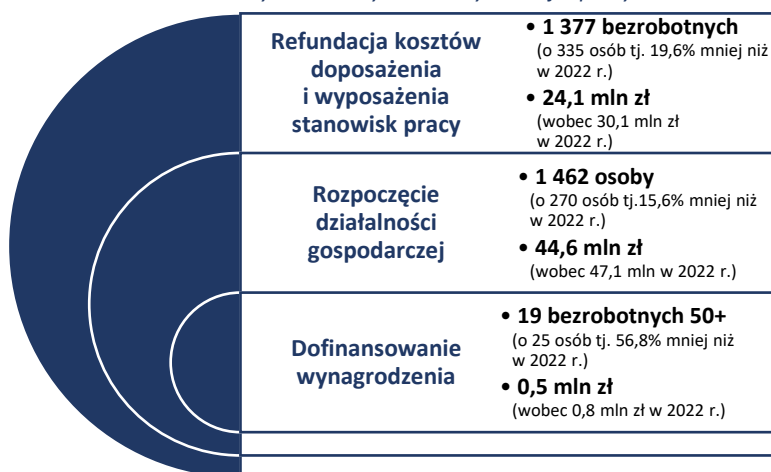 Refundacja kosztów
doposażenia
i wyposażenia
stanowisk pracy
• 1 377 bezrobotnych
(o 335 osób tj. 19,6% mniej niż
w 2022 r.)
• 24,1 mln zł
(wobec 30,1 mln zł
w 2022 r.)
Rozpoczęcie
działalności
gospodarczej
• 1 462 osoby
(o 270 osób tj.15,6% mniej niż
w 2022 r.)
• 44,6 mln zł
(wobec 47,1 mln w 2022 r.)
Dofinansowanie
wynagrodzenia
• 19 bezrobotnych 50+
(o 25 osób tj. 56,8% mniej niż
w 2022 r.)
• 0,5 mln zł
(wobec 0,8 mln zł w 2022 r.)